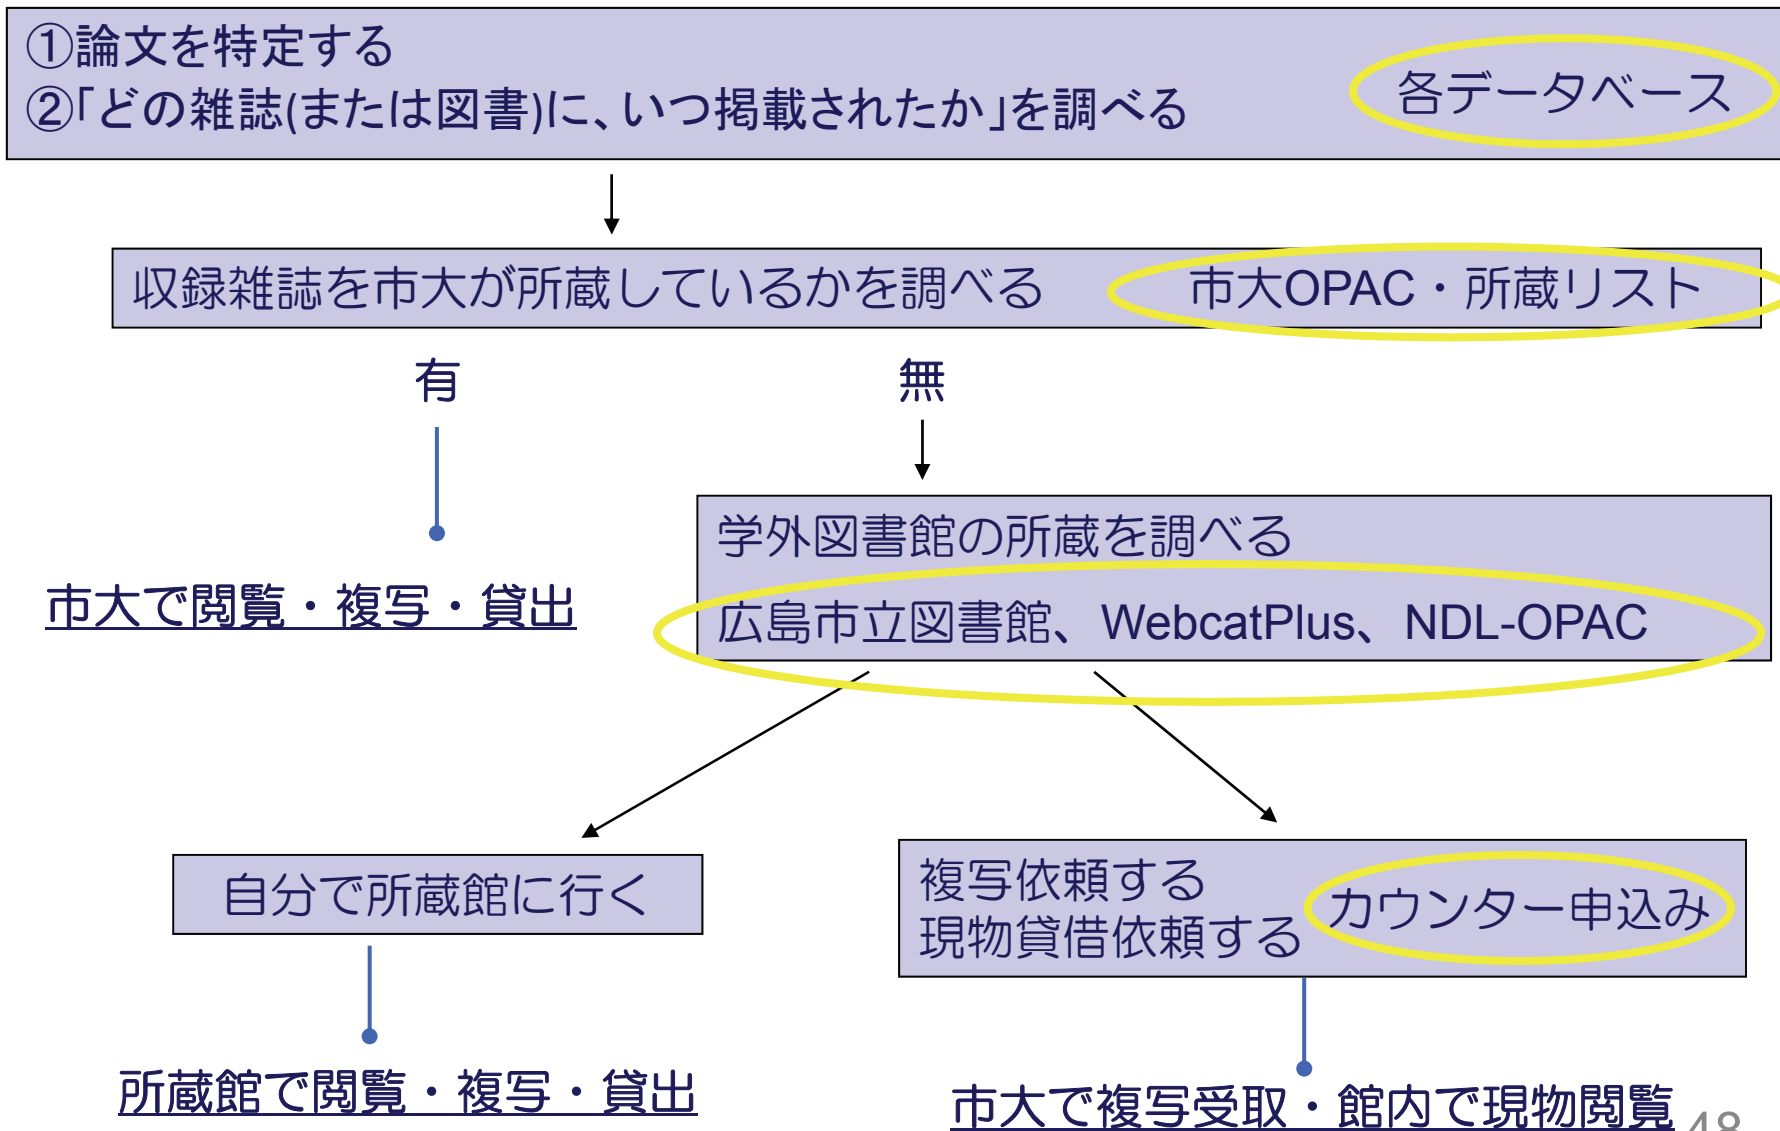 ①論文を特定する
②「どの雑誌(または図書)に、いつ掲載されたか」を調べる
各データベース
収録雑誌を市大が所蔵しているかを調べる
市大OPAC・所蔵リスト
有
無
市大で閲覧・複写・貸出
学外図書館の所蔵を調べる
広島市立図書館、WebcatPlus、NDL-OPAC
自分で所蔵館に行く
複写依頼する
現物貸借依頼する
カウンター申込み
所蔵館で閲覧・複写・貸出
市大で複写受取・館内で現物閲覧
48